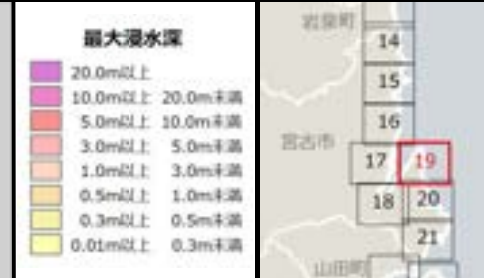 最大浸水深
20.0m以上
10.0m以上 20.0m未満
5.0m以上 10.0m未満
3.0m以上 5.0m未満
1.0m以上 3.0m未満
0.5m以上 1.0m未満
0.3m以上 0.5m未満
0.01m以上 0.3m未満
岩泉町
14
15
16
宮古市
17 19
18 20
21
山田町